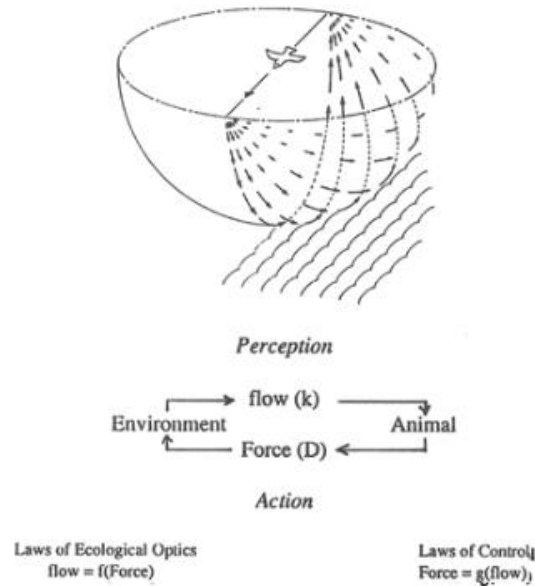 Perception
flow (k)
Environment Animal
Force (D)
Action
Laws of Ecological Optics Laws of Control
flow = f(Force) Force = g(flow)